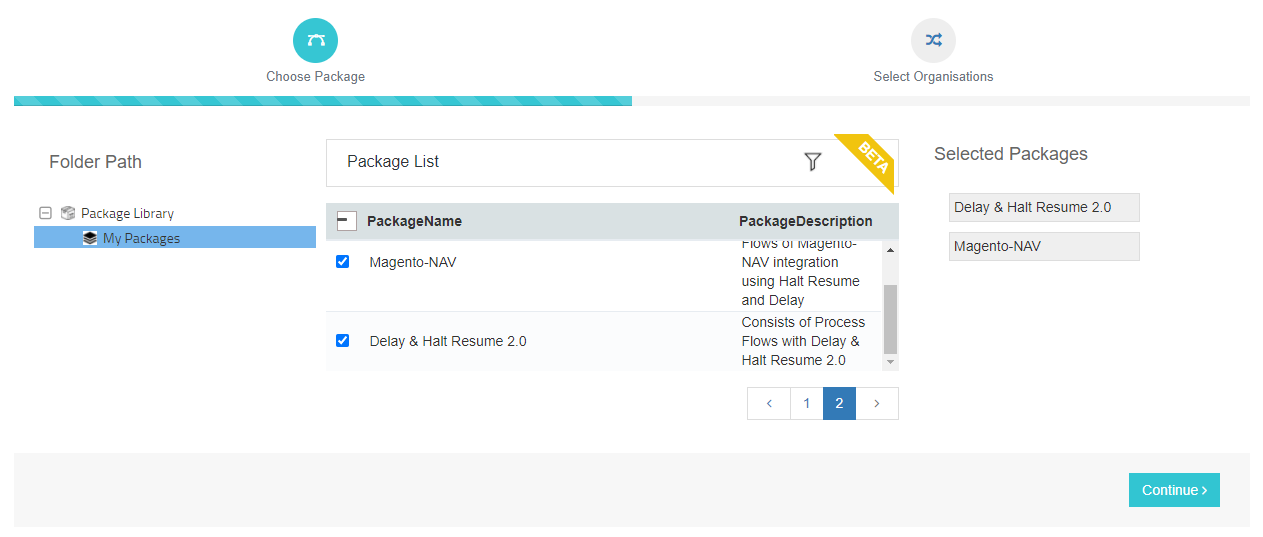 Choose Package
Select Organisations
Folder Path
Package Library
My Packages
Package List
BETA
PackageName
PackageDescription
Magento-NAV
Flows of Magento-
NAV integration
using Halt Resume
and Delay
Delay & Halt Resume 2.0
Consists of Process
Flows with Delay &
Halt Resume 2.0
1
2
Selected Packages
Delay & Halt Resume 2.0
Magento-NAV
Continue